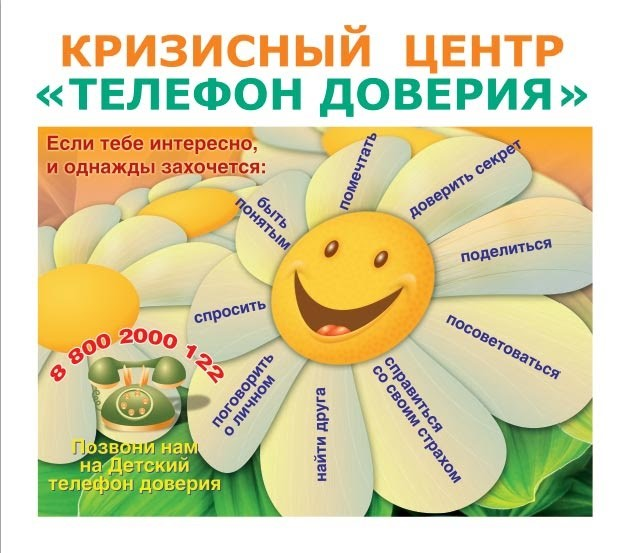 КРИЗИСНЫЙ ЦЕНТР
«ТЕЛЕФОН ДОВЕРИЯ»
Если тебе интересно,
и однажды захочется:
быть
понятым
помечтать
доверить секрет
поделиться
посоветоваться
справиться
со своим страхом
найти друга
поговорить
о личном
спросить
8 800 2000 122
Позвони нам
на Детский
телефон доверия